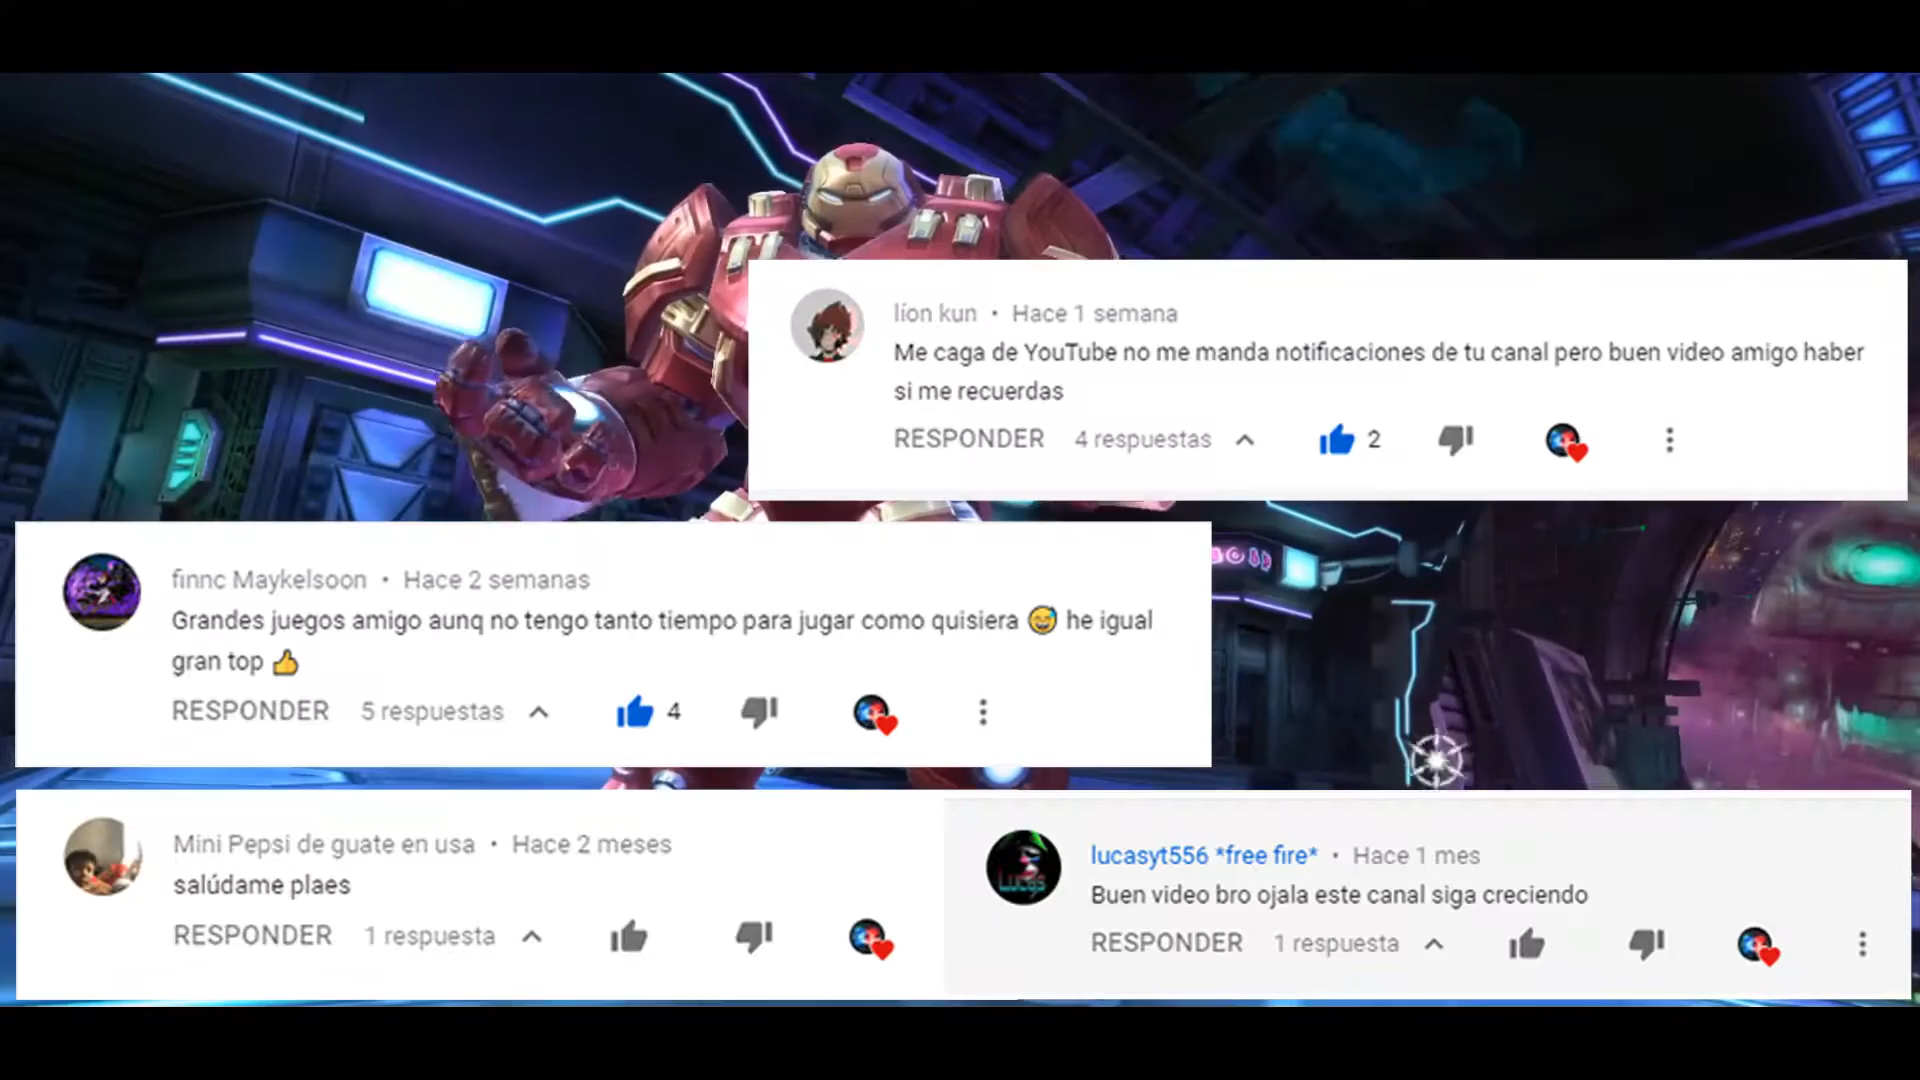 líon kun • Hace 1 semana
Me caga de YouTube no me manda notificaciones de tu canal pero buen video amigo haber
si me recuerdas
RESPONDER 4 respuestas 2
finnc Maykelsoon • Hace 2 semanas
Grandes juegos amigo aunq no tengo tanto tiempo para jugar como quisiera 😅 he igual
gran top 👍
RESPONDER 5 respuestas 4
Mini Pepsi de guate en usa • Hace 2 meses
salúdame plaes
RESPONDER 1 respuesta
Lucas
lucasyt556 *free fire* • Hace 1 mes
Buen video bro ojala este canal siga creciendo
RESPONDER 1 respuesta